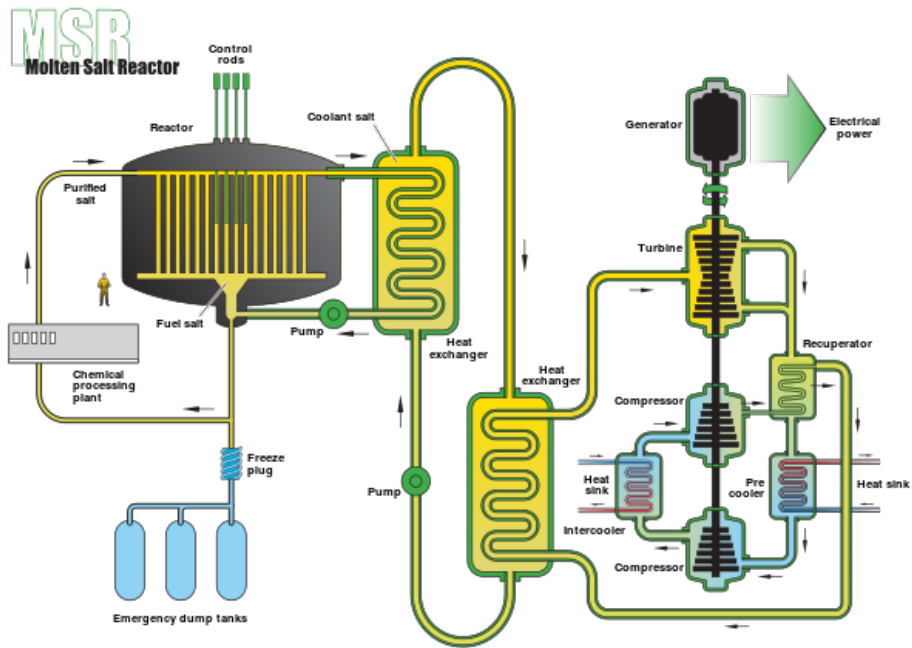 MSR
Molten Salt Reactor
Control
rods
Reactor
Coolant salt
Purified
salt
Fuel salt
Pump
Heat
exchanger
Chemical
processing
plant
Freeze
plug
Emergency dump tanks
Pump
Heat
exchanger
Generator
Electrical
power
Turbine
Recuperator
Compressor
Heat
sink
Intercooler
Pre
cooler
Heat sink
Compressor